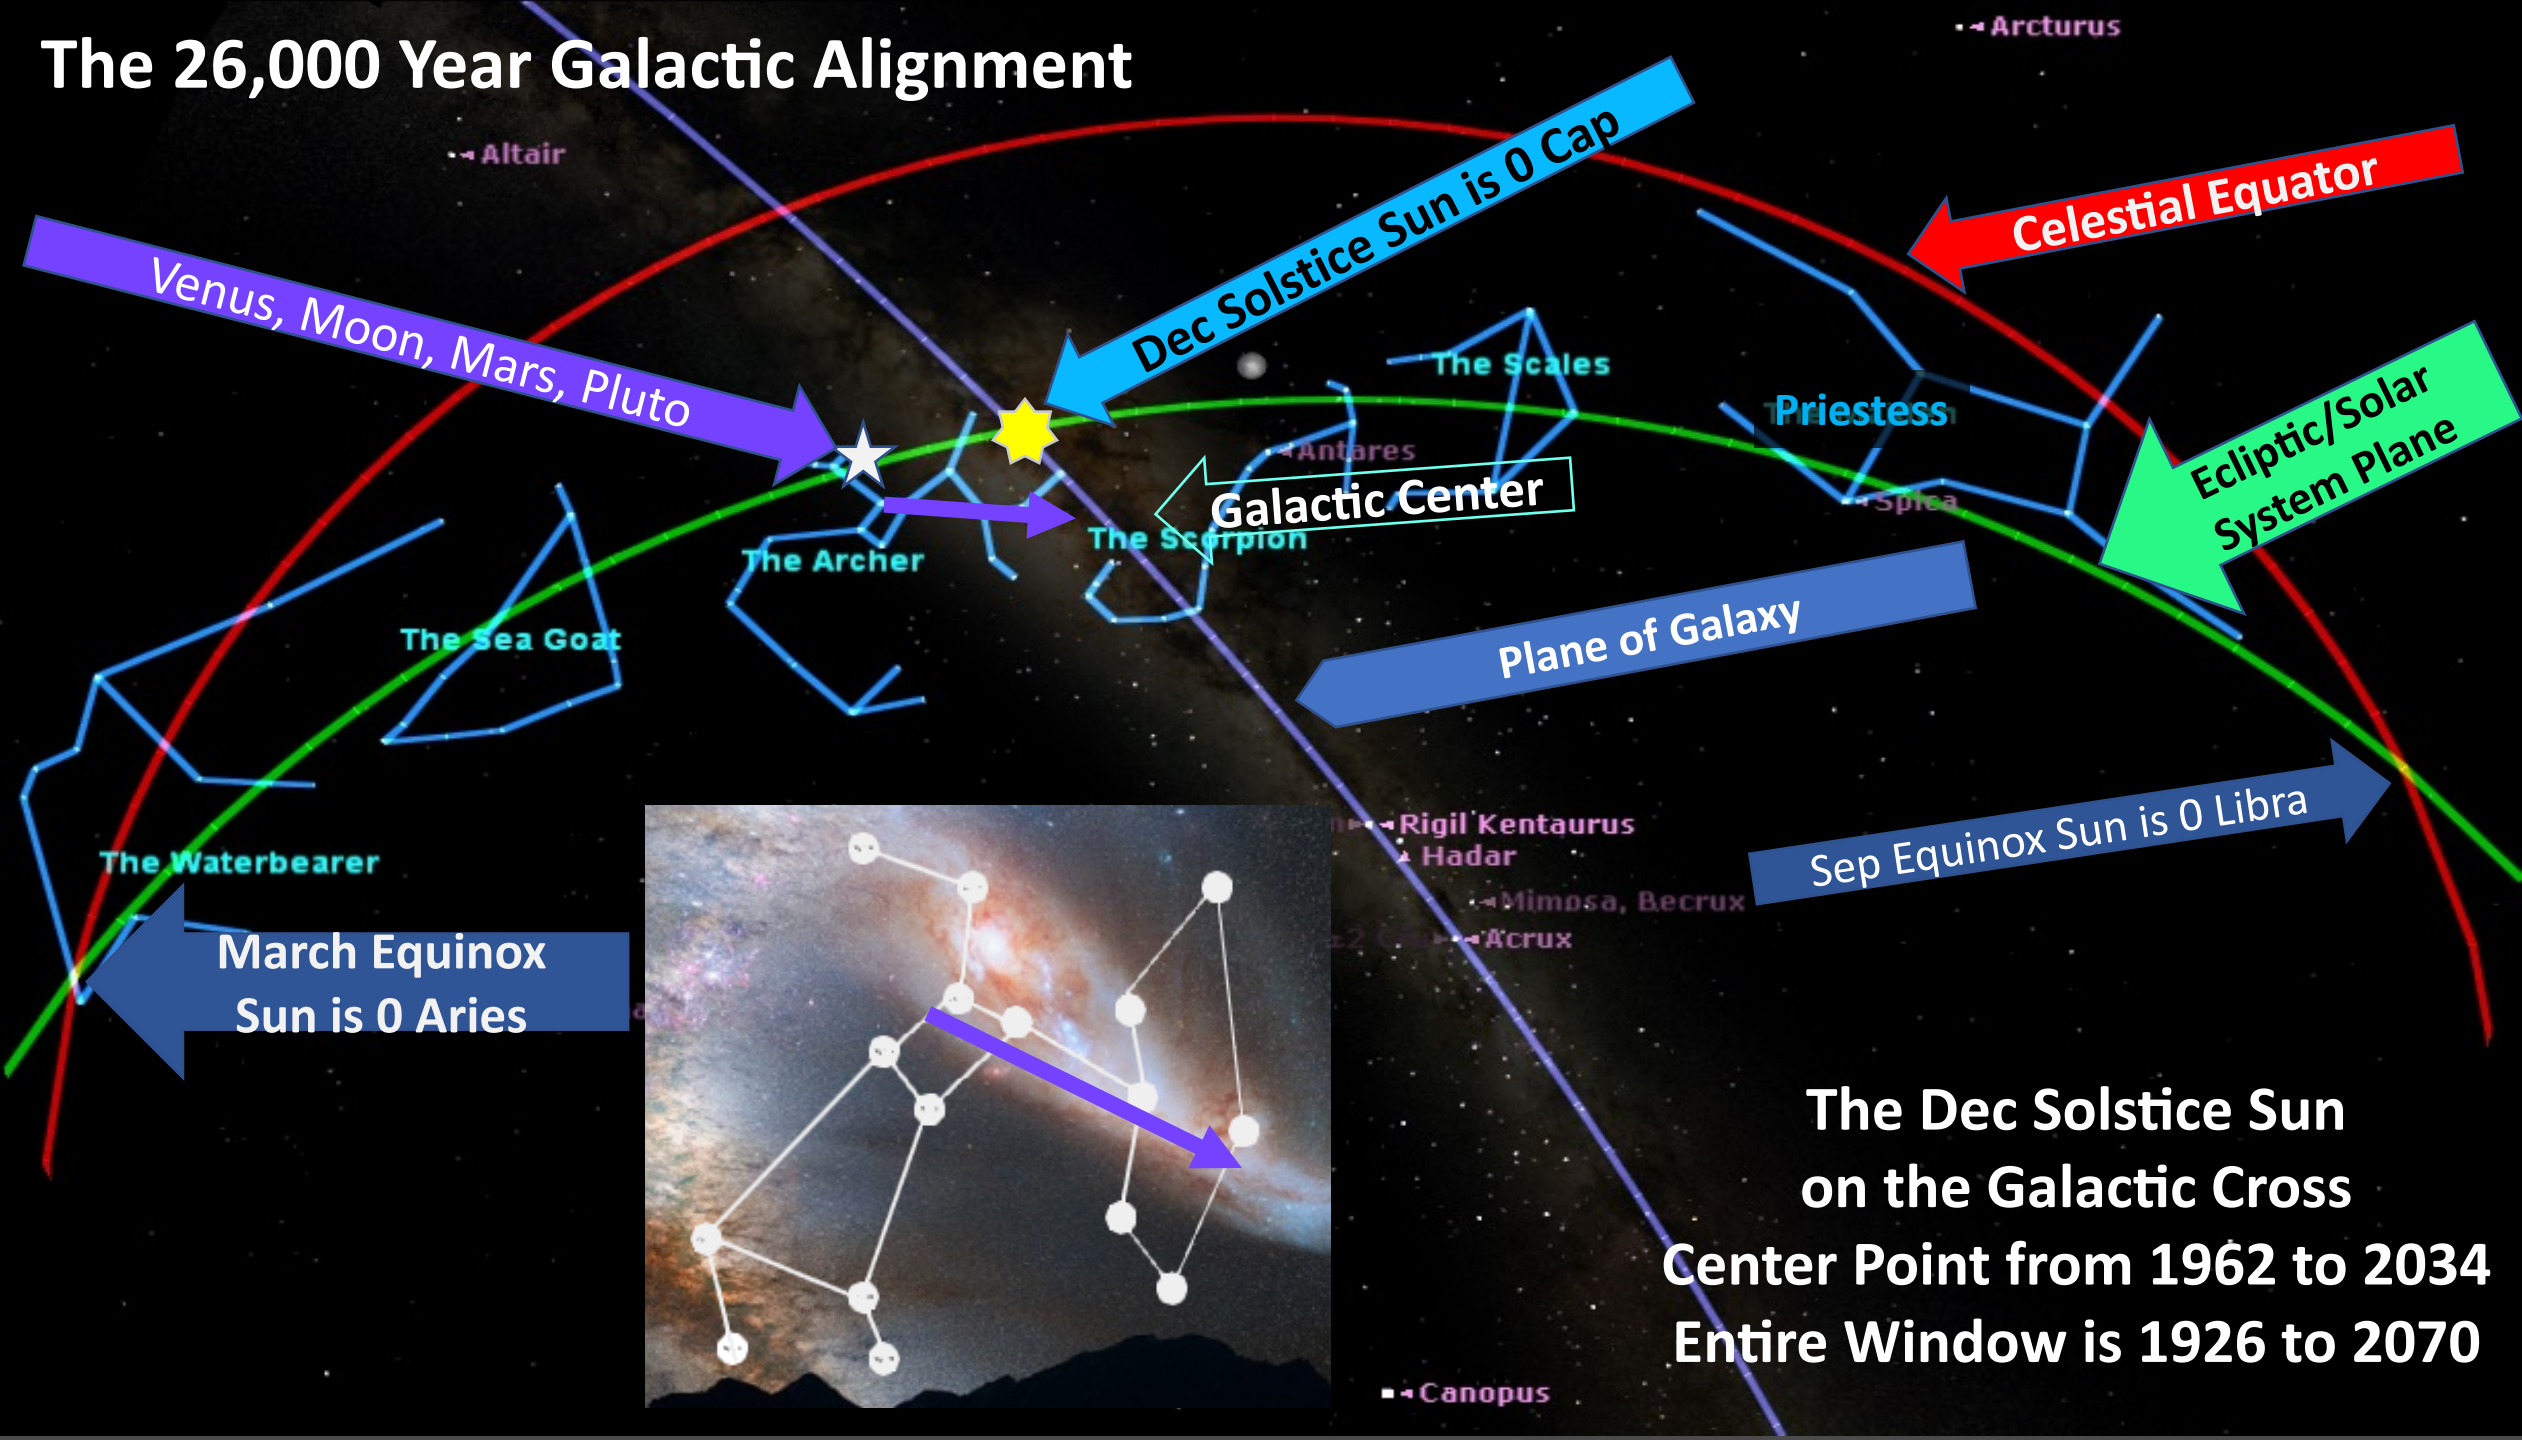 The 26,000 Year Galactic Alignment
Arcturus
Altair
Dec Solstice Sun is 0 Cap
Celestial Equator
Venus, Moon, Mars, Pluto
The Scales
Priestess
Ecliptic/Solar
System Plane
Antares
Galactic Center
Spica
The Scorpion
The Archer
The Sea Goat
Plane of Galaxy
Rigil Kentaurus
Hadar
Sep Equinox Sun is 0 Libra
The Waterbearer
Mimosa, Becrux
Acrux
March Equinox
Sun is 0 Aries
The Dec Solstice Sun
on the Galactic Cross
Center Point from 1962 to 2034
Entire Window is 1926 to 2070
Canopus